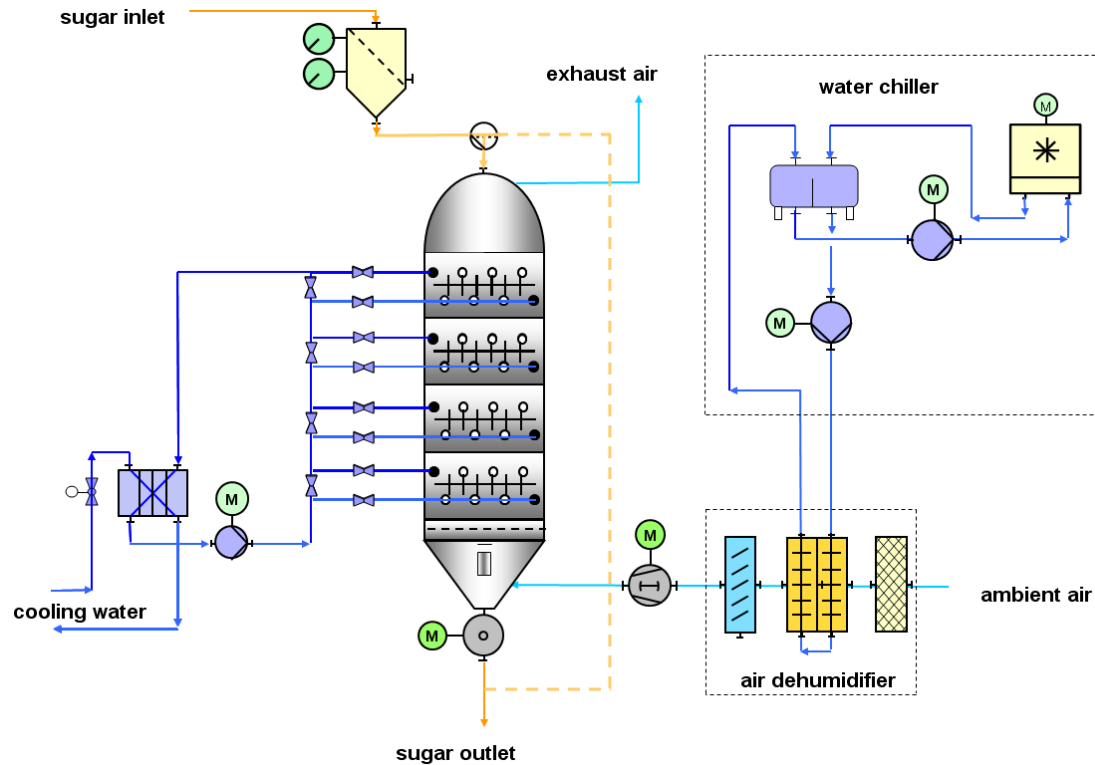 sugar inlet
exhaust air
water chiller
M
M
M
M
M
M
cooling water
ambient air
M
air dehumidifier
sugar outlet